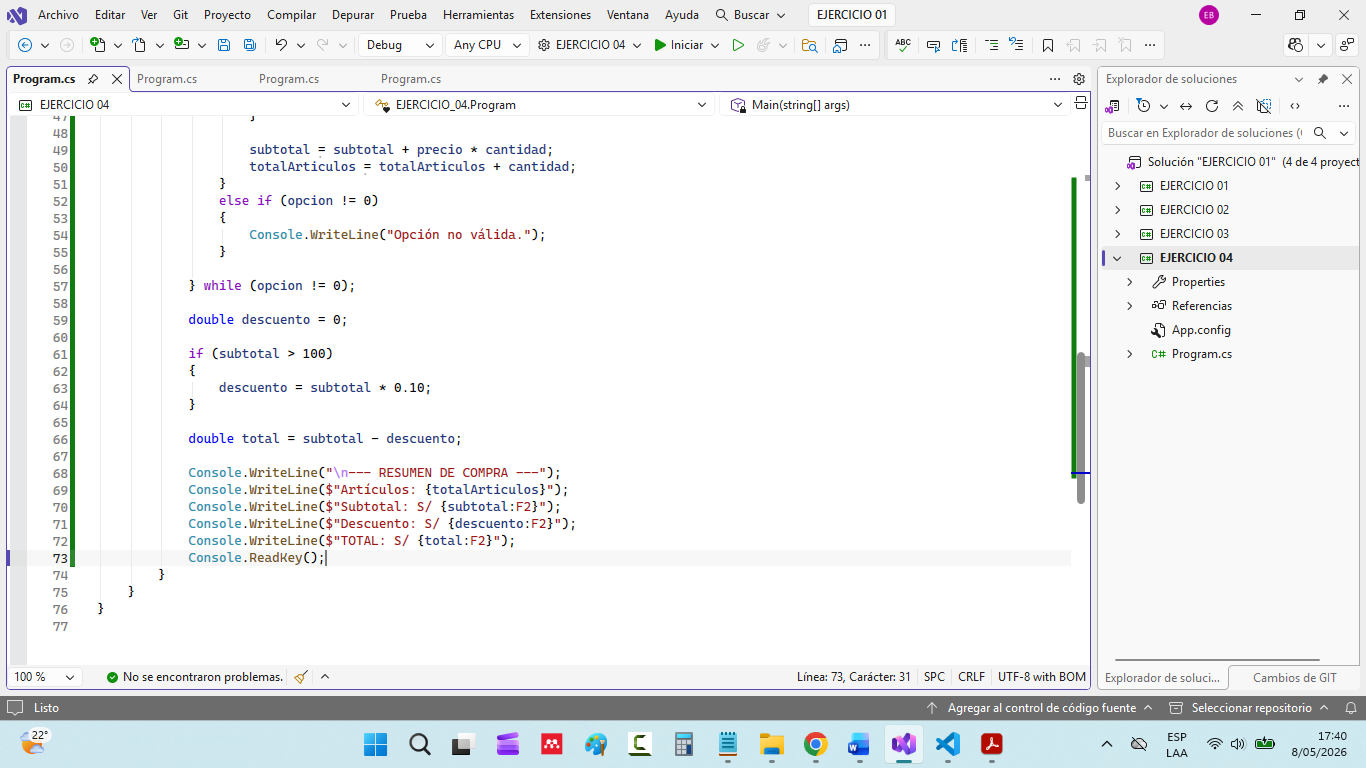 Archivo Editar Ver Git Proyecto Compilar Depurar Prueba Herramientas Extensiones Ventana Ayuda Buscar EJERCICIO 01 EB
Debug Any CPU EJERCICIO 04 Iniciar ABC
Program.cs Program.cs Program.cs Program.cs
Explorador de soluciones
EJERCICIO 04 EJERCICIO_04.Program Main(string[] args)
Buscar en Explorador de soluciones (
Solución "EJERCICIO 01" (4 de 4 proyect
EJERCICIO 01
EJERCICIO 02
EJERCICIO 03
EJERCICIO 04
Properties
Referencias
App.config
C# Program.cs
47 }
48
49 subtotal = subtotal + precio * cantidad;
50 totalArticulos = totalArticulos + cantidad;
51 }
52 else if (opcion != 0)
53 {
54 Console.WriteLine("Opción no válida.");
55 }
56
57 } while (opcion != 0);
58
59 double descuento = 0;
60
61 if (subtotal > 100)
62 {
63 descuento = subtotal * 0.10;
64 }
65
66 double total = subtotal - descuento;
67
68 Console.WriteLine("\n--- RESUMEN DE COMPRA ---");
69 Console.WriteLine($"Artículos: {totalArticulos}");
70 Console.WriteLine($"Subtotal: S/ {subtotal:F2}");
71 Console.WriteLine($"Descuento: S/ {descuento:F2}");
72 Console.WriteLine($"TOTAL: S/ {total:F2}");
73 Console.ReadKey();
74 }
75 }
76 }
77
100 % No se encontraron problemas. Línea: 73, Carácter: 31 SPC CRLF UTF-8 with BOM
Explorador de soluci... Cambios de GIT
Listo Agregar al control de código fuente Seleccionar repositorio
22°
ESP
LAA
17:40
8/05/2026